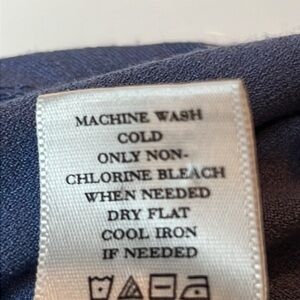 MACHINE WASH
COLD
ONLY NON-
CHLORINE BLEACH
WHEN NEEDED
DRY FLAT
COOL IRON
IF NEEDED